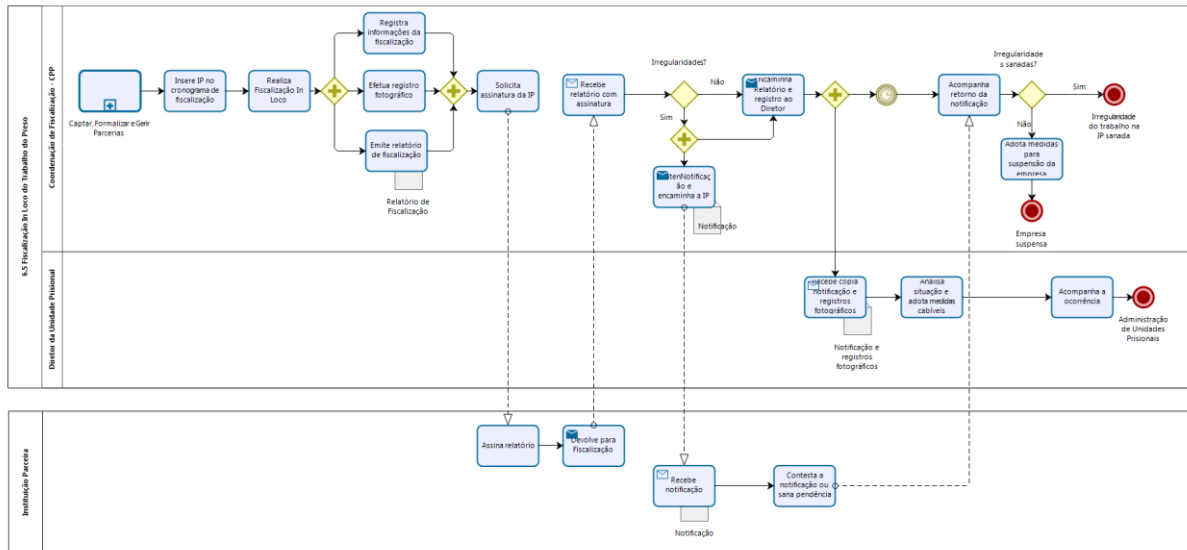 6.5 Fiscalização In Loco do Trabalho do Preso
Coordenação de Fiscalização - CPP
Captar, Formalizar e Gerir
Parcerias
Insere IP no
cronograma de
fiscalização
Realiza
Fiscalização In
Loco
Registra
informações da
fiscalização
Efetua registro
fotográfico
Emite relatório
de fiscalização
Relatório de
Fiscalização
Solicita
assinatura da IP
Recebe
relatório com
assinatura
Irregularidades?
Não
Sim
Encaminha
Relatório e
registro ao
Diretor
tenNotificaç
ão e
encaminha a IP
Notificação
Acompanha
retorno da
notificação
Irregularidade
s sanadas?
Sim
Irregularidade
do trabalho na
IP sanada
Não
Adota medidas
para
suspensão da
empresa
Empresa
suspensa
Diretor da Unidade Prisional
Recebe copia
notificação e
registros
fotográficos
Notificação e
registros
fotográficos
Analisa
situação e
adota medidas
cabíveis
Acompanha a
ocorrência
Administração
de Unidades
Prisionais
Instituição Parceira
Assina relatório
Devolve para
Fiscalização
Recebe
notificação
Notificação
Contesta a
notificação ou
sana pendência